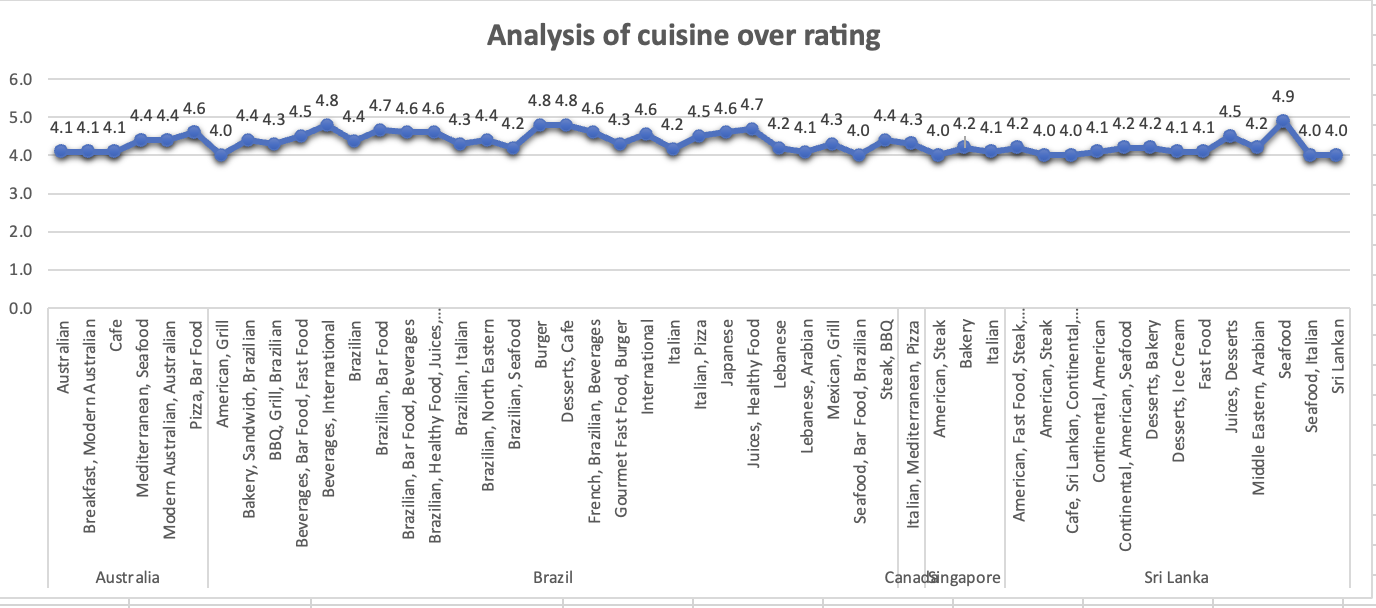 Analysis of cuisine over rating
6.0
5.0
4.0
3.0
2.0
1.0
0.0
4.1 4.1 4.1 4.4 4.4 4.6 4.0 4.4 4.3 4.5 4.8 4.4 4.7 4.6 4.6 4.3 4.4 4.2 4.8 4.8 4.6 4.3 4.6 4.2 4.5 4.6 4.7 4.2 4.1 4.3 4.0 4.4 4.3 4.0 4.2 4.1 4.2 4.0 4.0 4.1 4.2 4.2 4.1 4.1 4.5 4.2 4.9 4.0 4.0
Australian
Breakfast, Modern Australian
Cafe
Mediterranean, Seafood
Modern Australian, Australian
Pizza, Bar Food
American, Grill
Bakery, Sandwich, Brazilian
BBQ, Grill, Brazilian
Beverages, Bar Food, Fast Food
Beverages, International
Brazilian
Brazilian, Bar Food
Brazilian, Bar Food, Beverages
Brazilian, Healthy Food, Juices,...
Brazilian, Italian
Brazilian, North Eastern
Brazilian, Seafood
Burger
Desserts, Cafe
French, Brazilian, Beverages
Gourmet Fast Food, Burger
International
Italian
Italian, Pizza
Japanese
Juices, Healthy Food
Lebanese
Lebanese, Arabian
Mexican, Grill
Seafood, Bar Food, Brazilian
Steak, BBQ
Italian, Mediterranean, Pizza
American, Steak
Bakery
Italian
American, Fast Food, Steak,...
American, Steak
Cafe, Sri Lankan, Continental,...
Continental, American
Continental, American, Seafood
Desserts, Bakery
Desserts, Ice Cream
Fast Food
Juices, Desserts
Middle Eastern, Arabian
Seafood
Seafood, Italian
Sri Lankan
Australia Brazil Canada Singapore Sri Lanka